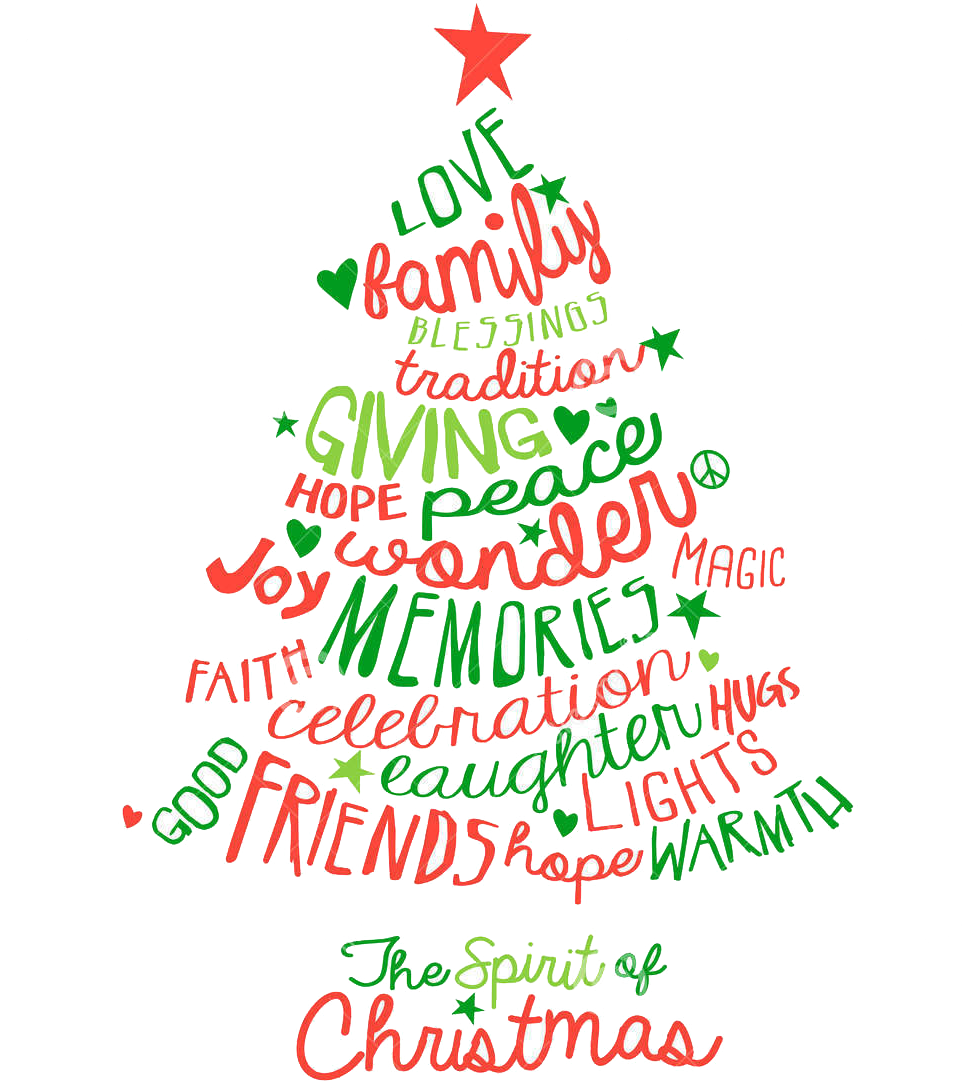 LOVE
family
BLESSINGS
tradition
GIVING
peace
HOPE
wonder
MAGIC
Joy
MEMORIES
FAITH
celebration
HUGS
laughter
LIGHTS
GOOD
FRIENDS
hope
WARMTH
The Spirit of
Christmas